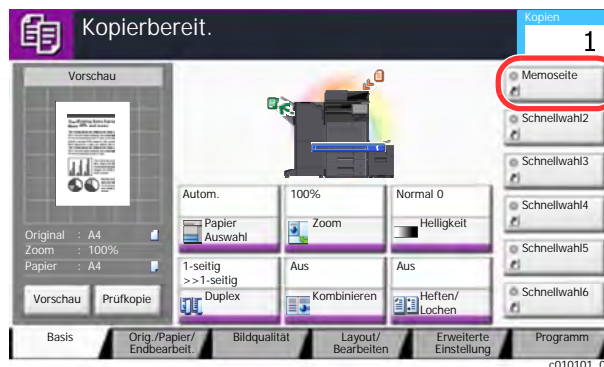 Kopierbereit.
Kopien
1
Vorschau
Memoseite
Schnellwahl2
Schnellwahl3
Schnellwahl4
Schnellwahl5
Schnellwahl6
Autom.
Papier
Auswahl
100%
Zoom
Normal 0
Helligkeit
Original : A4
Zoom : 100%
Papier : A4
1-seitig
>>1-seitig
Duplex
Aus
Kombinieren
Aus
Heften/
Lochen
Vorschau
Prüfkopie
Basis
Orig./Papier/
Endbearbeit.
Bildqualität
Layout/
Bearbeiten
Erweiterte
Einstellung
Programm